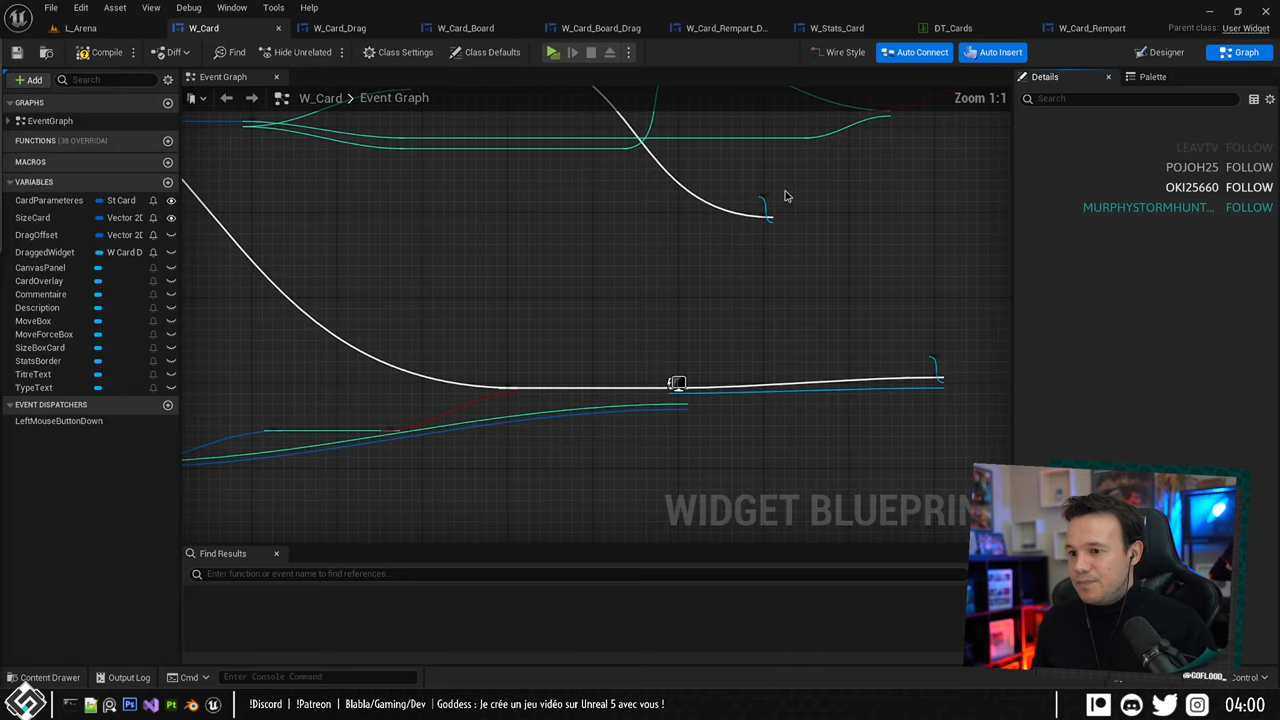 File Edit Asset View Debug Window Tools Help
L_Arena W_Card W_Card_Drag W_Card_Board W_Card_Board_Drag W_Card_Rempart_D... W_Stats_Card DT_Cards W_Card_Rempart Parent class: User Widget
Compile Diff Find Hide Unrelated Class Settings Class Defaults Wire Style Auto Connect Auto Insert Designer Graph
Add Search Event Graph Details Palette
W_Card > Event Graph Zoom 1:1 Search
GRAPHS
EventGraph
FUNCTIONS (38 OVERRIDA
MACROS
VARIABLES
CardParameteres St Card
SizeCard Vector 2D
DragOffset Vector 2D
DraggedWidget W Card D
CanvasPanel
CardOverlay
Commentaire
Description
MoveBox
MoveForceBox
SizeBoxCard
StatsBorder
TitreText
TypeText
EVENT DISPATCHERS
LeftMouseButtonDown
LEAVTV FOLLOW
POJOH25 FOLLOW
OKI25660 FOLLOW
MURPHYSTORMHUNT... FOLLOW
WIDGET BLUEPRIN
Find Results
Enter function or event name to find references...
@GOFLOOD_
Content Drawer Output Log Cmd Enter Console Command Control
!Discord | !Patreon | Blabla/Gaming/Dev | Goddess : Je crée un jeu vidéo sur Unreal 5 avec vous ! 04:00